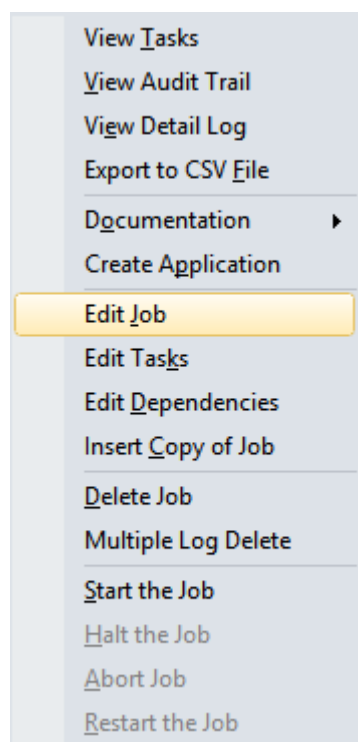 View Tasks
View Audit Trail
View Detail Log
Export to CSV File
Documentation
Create Application
Edit Job
Edit Tasks
Edit Dependencies
Insert Copy of Job
Delete Job
Multiple Log Delete
Start the Job
Halt the Job
Abort Job
Restart the Job